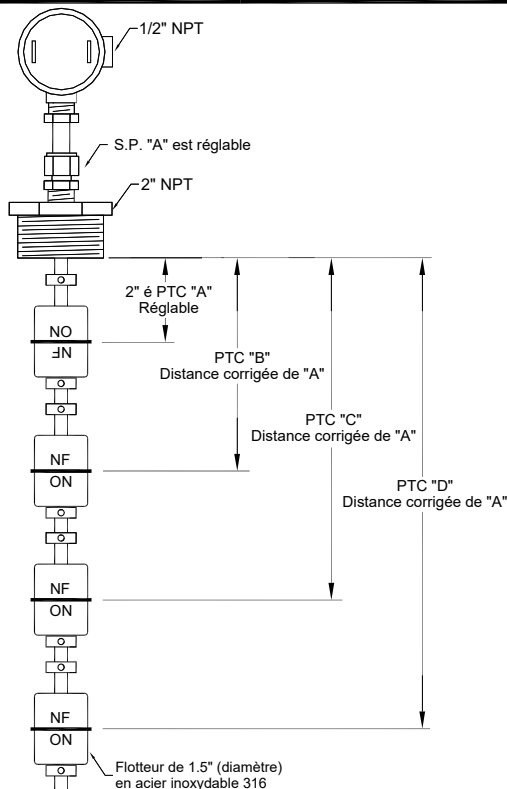 1/2" NPT
S.P. "A" est réglable
2" NPT
2" é PTC "A"
Réglable
NO
NF
PTC "B"
Distance corrigée de "A"
PTC "C"
Distance corrigée de "A"
NF
ON
PTC "D"
Distance corrigée de "A"
NF
ON
NF
ON
Flotteur de 1.5" (diamètre)
en acier inoxydable 316